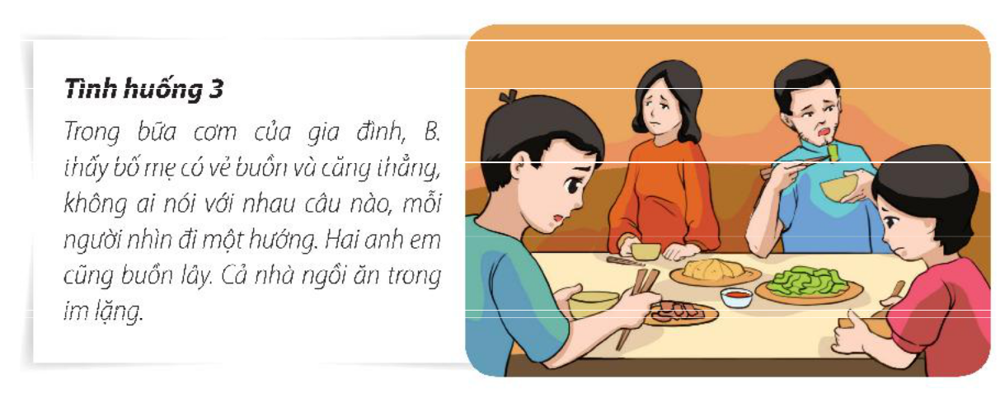 Tình huống 3
Trong bữa cơm của gia đình, B.
thấy bố mẹ có vẻ buồn và căng thẳng,
không ai nói với nhau câu nào, mỗi
người nhìn đi một hướng. Hai anh em
cũng buồn lây. Cả nhà ngồi ăn trong
im lặng.